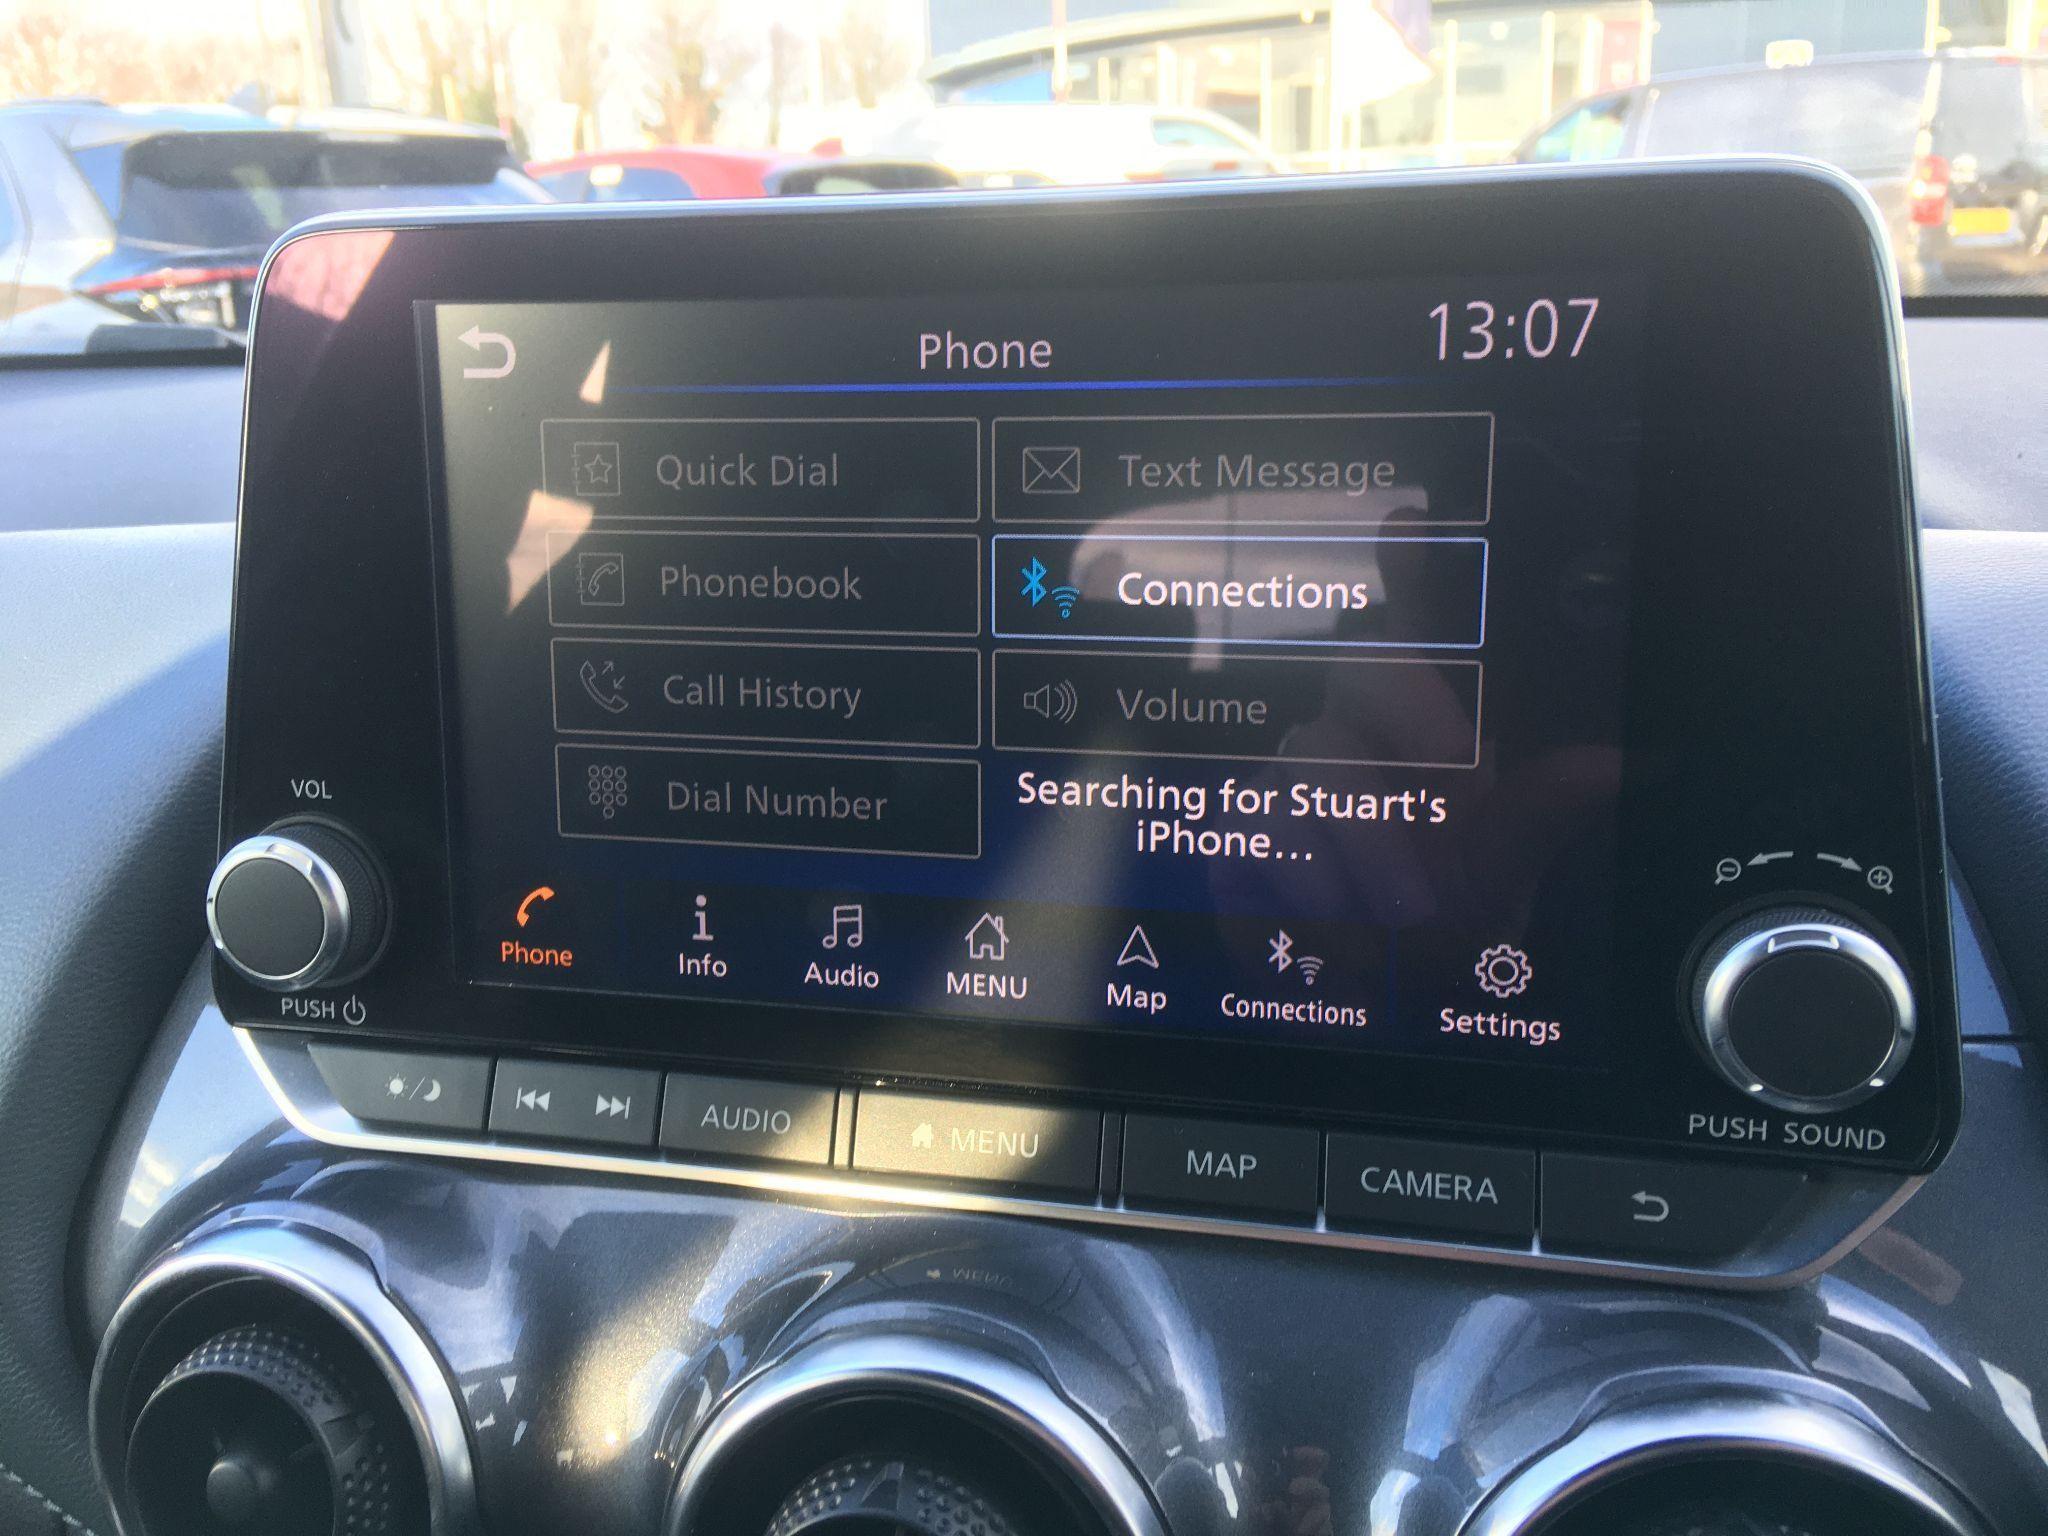 Phone
13:07
Quick Dial
Text Message
Phonebook
Connections
Call History
Volume
Dial Number
Searching for Stuart's
iPhone...
VOL
PUSH
Phone
Info
Audio
MENU
Map
Connections
Settings
PUSH SOUND
AUDIO
MENU
MAP
CAMERA